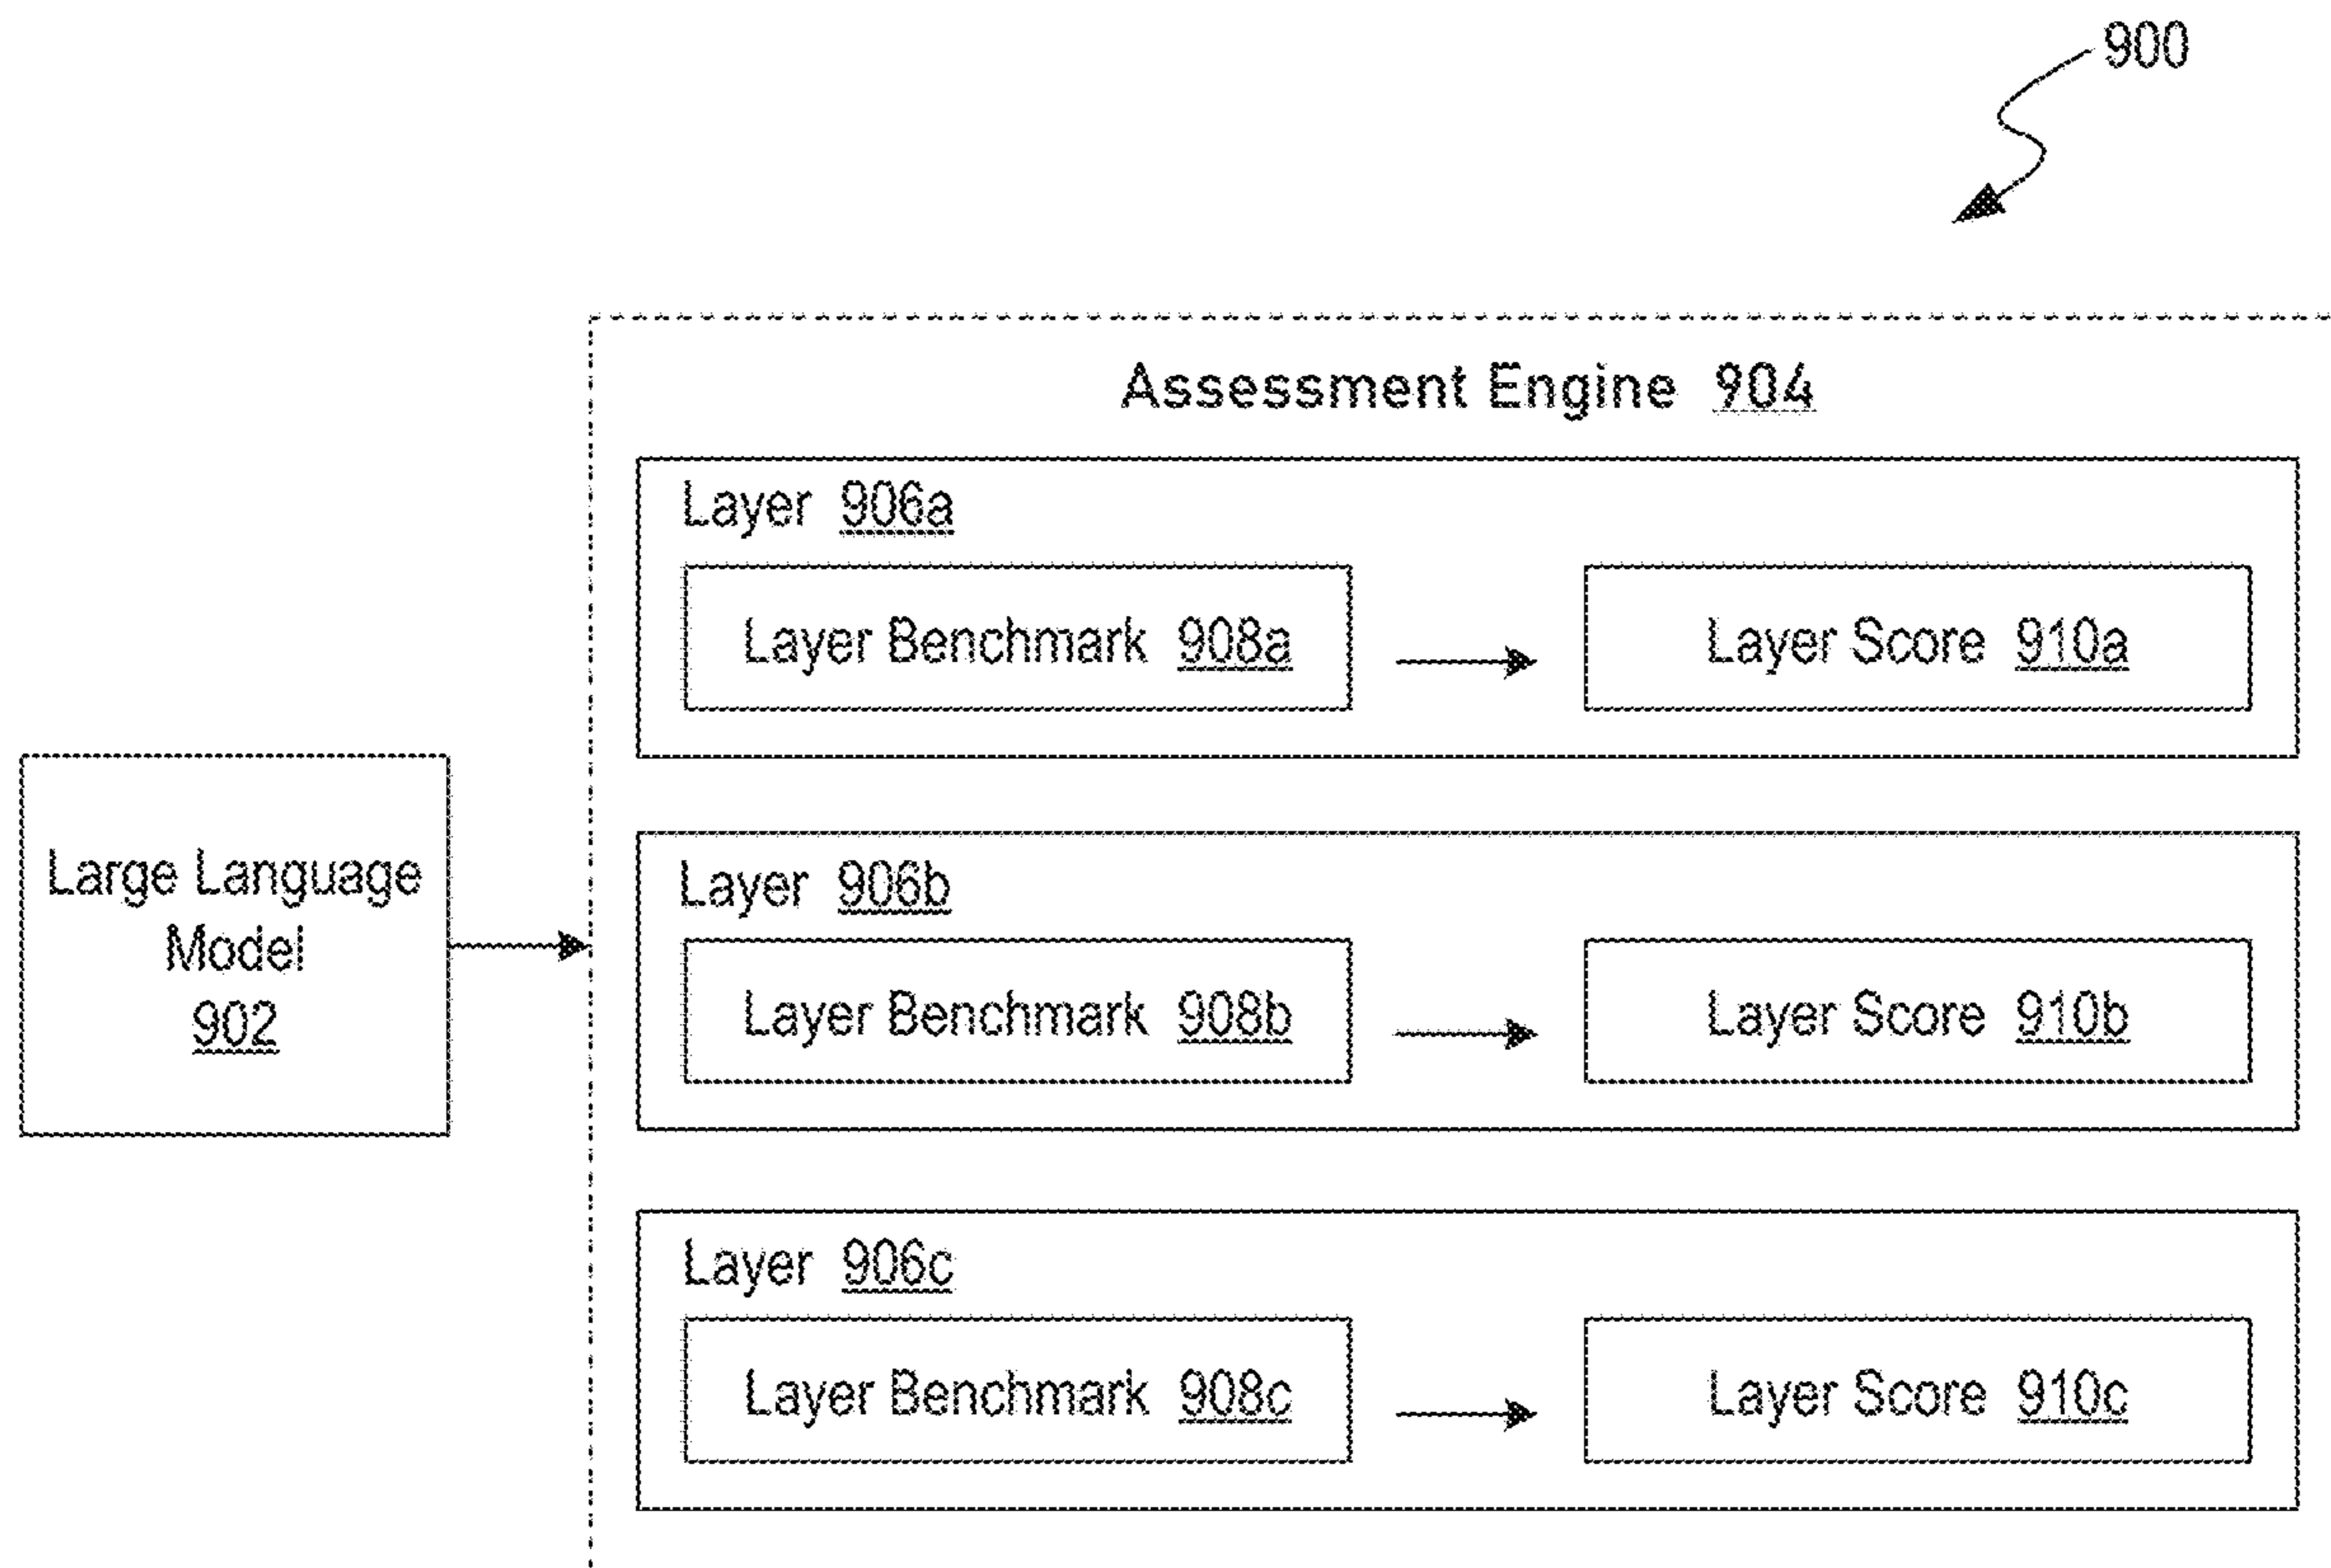 900
Assessment Engine 904
Layer 906a
Layer Benchmark 908a
Layer Score 910a
Large Language
Model
902
Layer 906b
Layer Benchmark 908b
Layer Score 910b
Layer 906c
Layer Benchmark 908c
Layer Score 910c